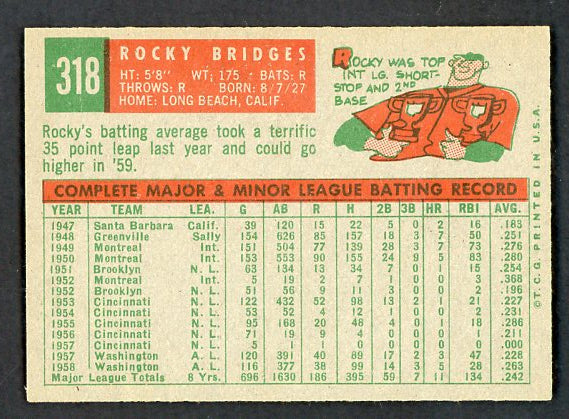 318
ROCKY BRIDGES
HT: 5'8" WT; 175 • BATS: R
THROWS: R BORN: 8/7/27
HOME: LONG BEACH, CALIF.
ROCKY WAS TOP
INT LG. SHORT-
STOP AND 2ND
BASE
Rocky's batting average took a terrific
35 point leap last year and could go
higher in '59.
COMPLETE MAJOR & MINOR LEAGUE BATTING RECORD
YEAR TEAM LEA. G AB R H 2B 3B HR RBI AVG.
1947 Santa Barbara Calif. 39 120 15 22 5 0 2 16 .183
1948 Greenville Sally 154 626 85 157 18 3 7 50 .251
1949 Montreal Int. 151 504 77 139 28 3 7 73 .276
1950 Montreal Int. 153 553 90 155 24 9 5 83 .280
1951 Brooklyn N. L. 63 134 13 34 7 0 1 15 .254
1952 Montreal Int. 5 19 2 7 1 0 1 3 .368
1952 Brooklyn N. L. 51 56 9 11 3 0 0 2 .196
1953 Cincinnati N. L. 122 432 52 98 13 2 1 21 .227
1954 Cincinnati N. L. 53 52 4 12 1 0 0 2 .231
1955 Cincinnati N. L. 95 168 20 48 4 0 1 18 .286
1956 Cincinnati N. L. 71 19 9 4 0 0 0 1 .211
1957 Cincinnati N. L. 5 1 0 0 0 0 0 0 .000
1957 Washington A. L. 120 391 40 89 17 2 3 47 .228
1958 Washington A. L. 116 377 38 99 14 3 5 28 .263
Major League Totals 8 Yrs. 696 1630 186 395 59 7 11 134 .242
© T. C. G. PRINTED IN U.S.A.